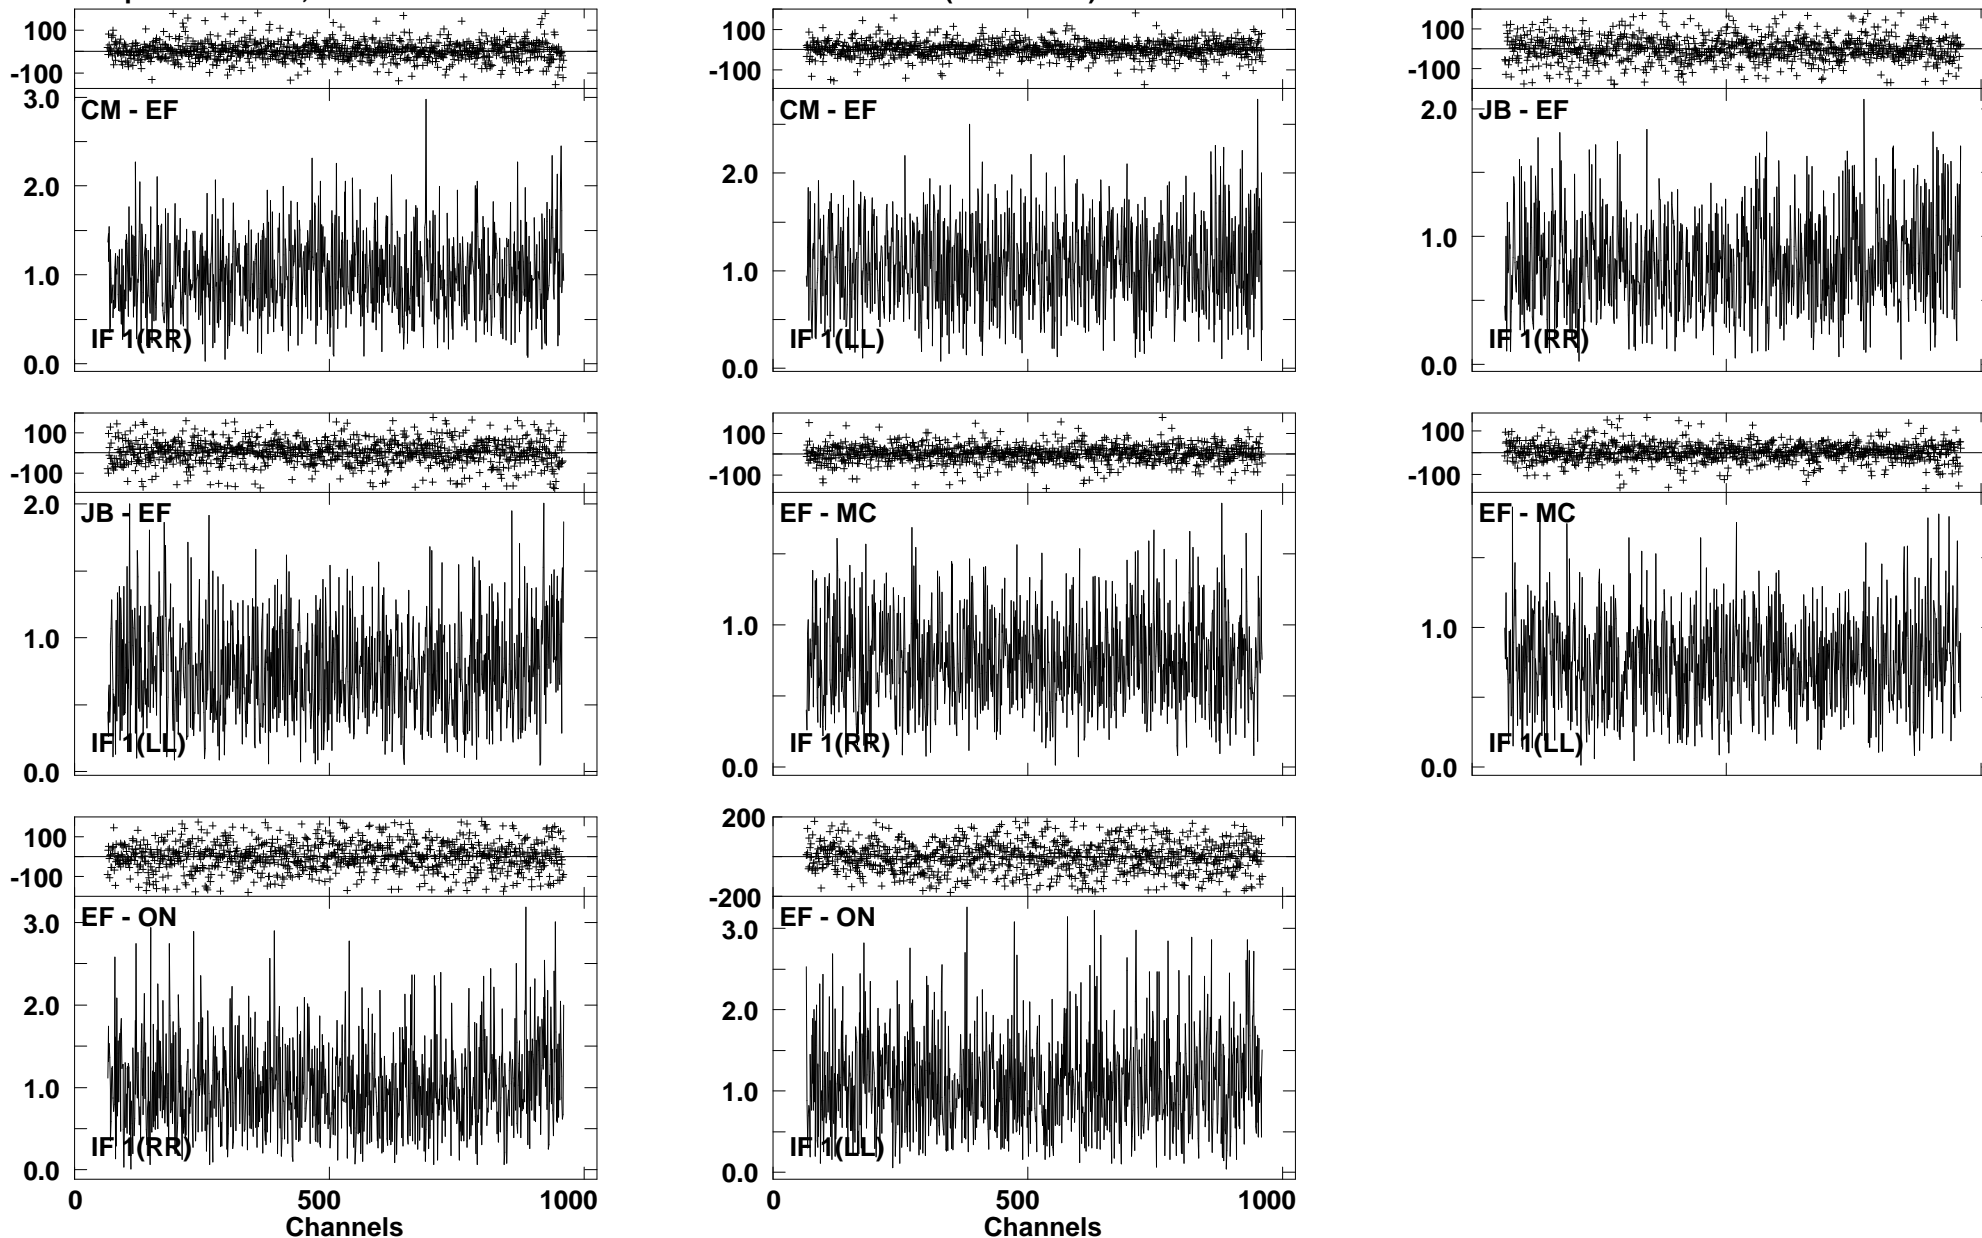 100 100 100
-100 -100 -100
3.0 CM - EF CM - EF 2.0 JB - EF
2.0 2.0
1.0 1.0 1.0
IF 1(RR) IF 1(LL) IF 1(RR)
0.0 0.0 0.0
100 100 100
-100 -100 -100
2.0 JB - EF EF - MC EF - MC
1.0 1.0 1.0
IF 1(LL) IF 1(RR) IF 1(LL)
0.0 0.0 0.0
100 200
-100 -200
3.0 EF - ON 3.0 EF - ON
2.0 2.0
1.0 1.0
IF 1(RR) IF 1(LL)
0.0 0.0
0 500 1000 0 500 1000
Channels Channels